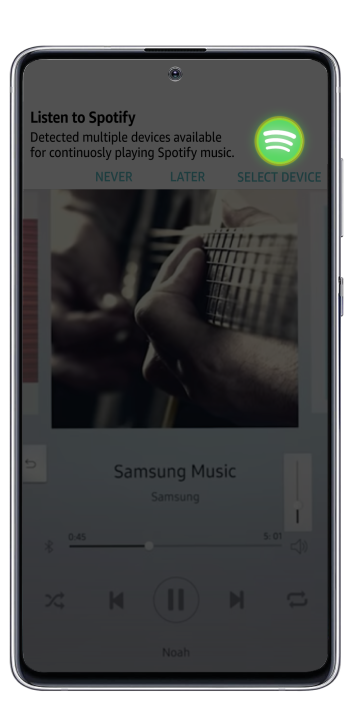 Listen to Spotify
Detected multiple devices available
for continuosly playing Spotify music.
NEVER LATER SELECT DEVICE
Samsung Music
Samsung
0:45 5:01
Noah